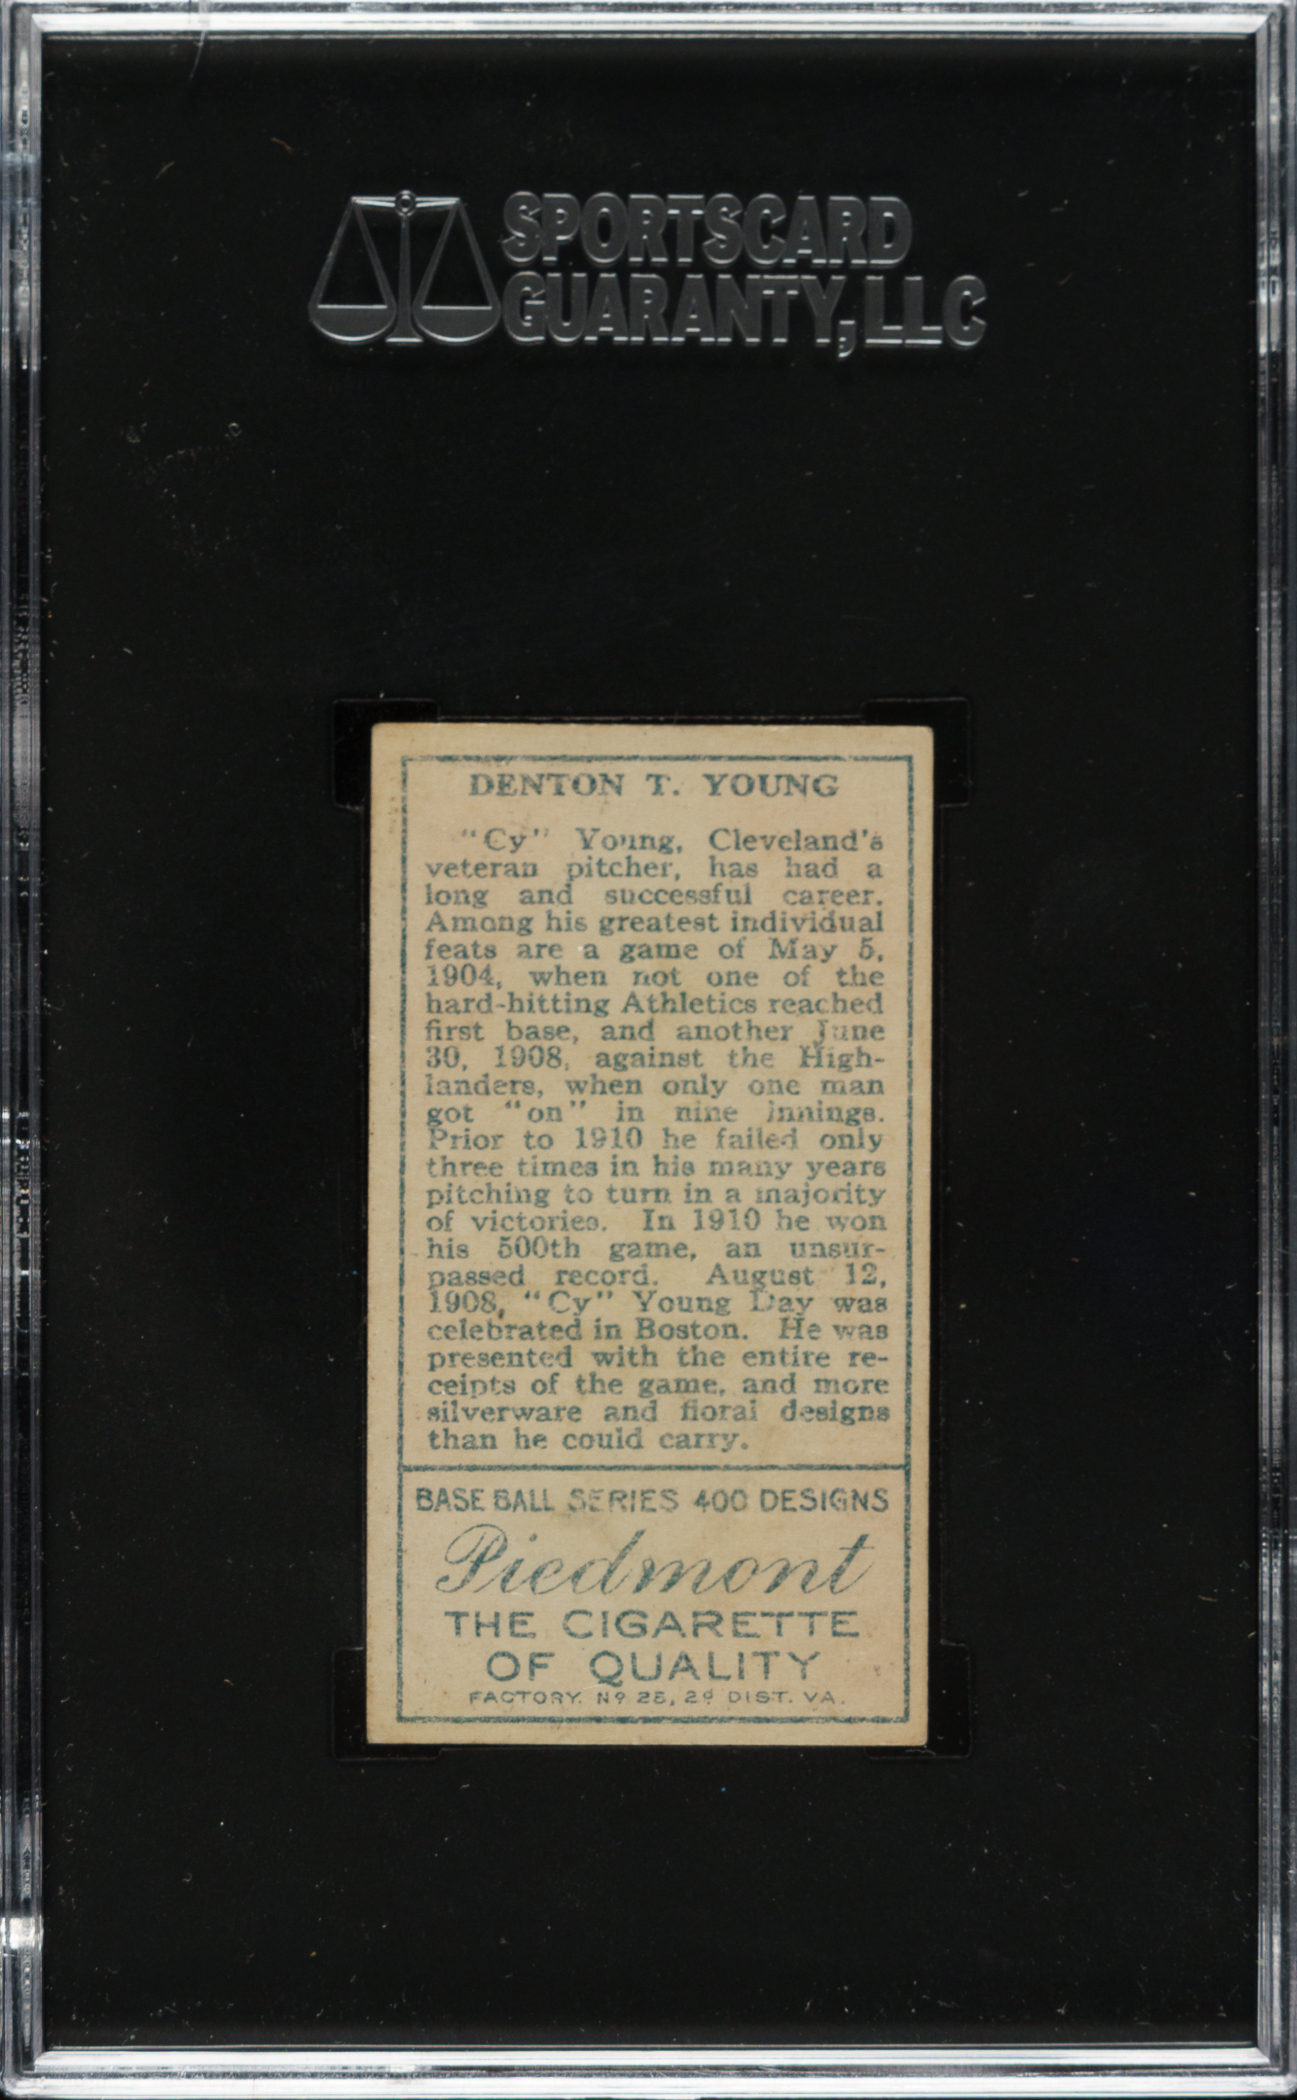 SPORTSCARD
GUARANTY, LLC
DENTON T. YOUNG
"Cy" Young, Cleveland's
veteran pitcher, has had a
long and successful career.
Among his greatest individual
feats are a game of May 5,
1904, when not one of the
hard-hitting Athletics reached
first base, and another June
30, 1908, against the High-
landers, when only one man
got "on" in nine innings.
Prior to 1910 he failed only
three times in his many years
pitching to turn in a majority
of victories. In 1910 he won
his 500th game, an unsur-
passed record. August 12,
1908, "Cy" Young Day was
celebrated in Boston. He was
presented with the entire re-
ceipts of the game, and more
silverware and floral designs
than he could carry.
BASE BALL SERIES 400 DESIGNS
Piedmont
THE CIGARETTE
OF QUALITY
FACTORY Nº 25, 2d DIST. VA.